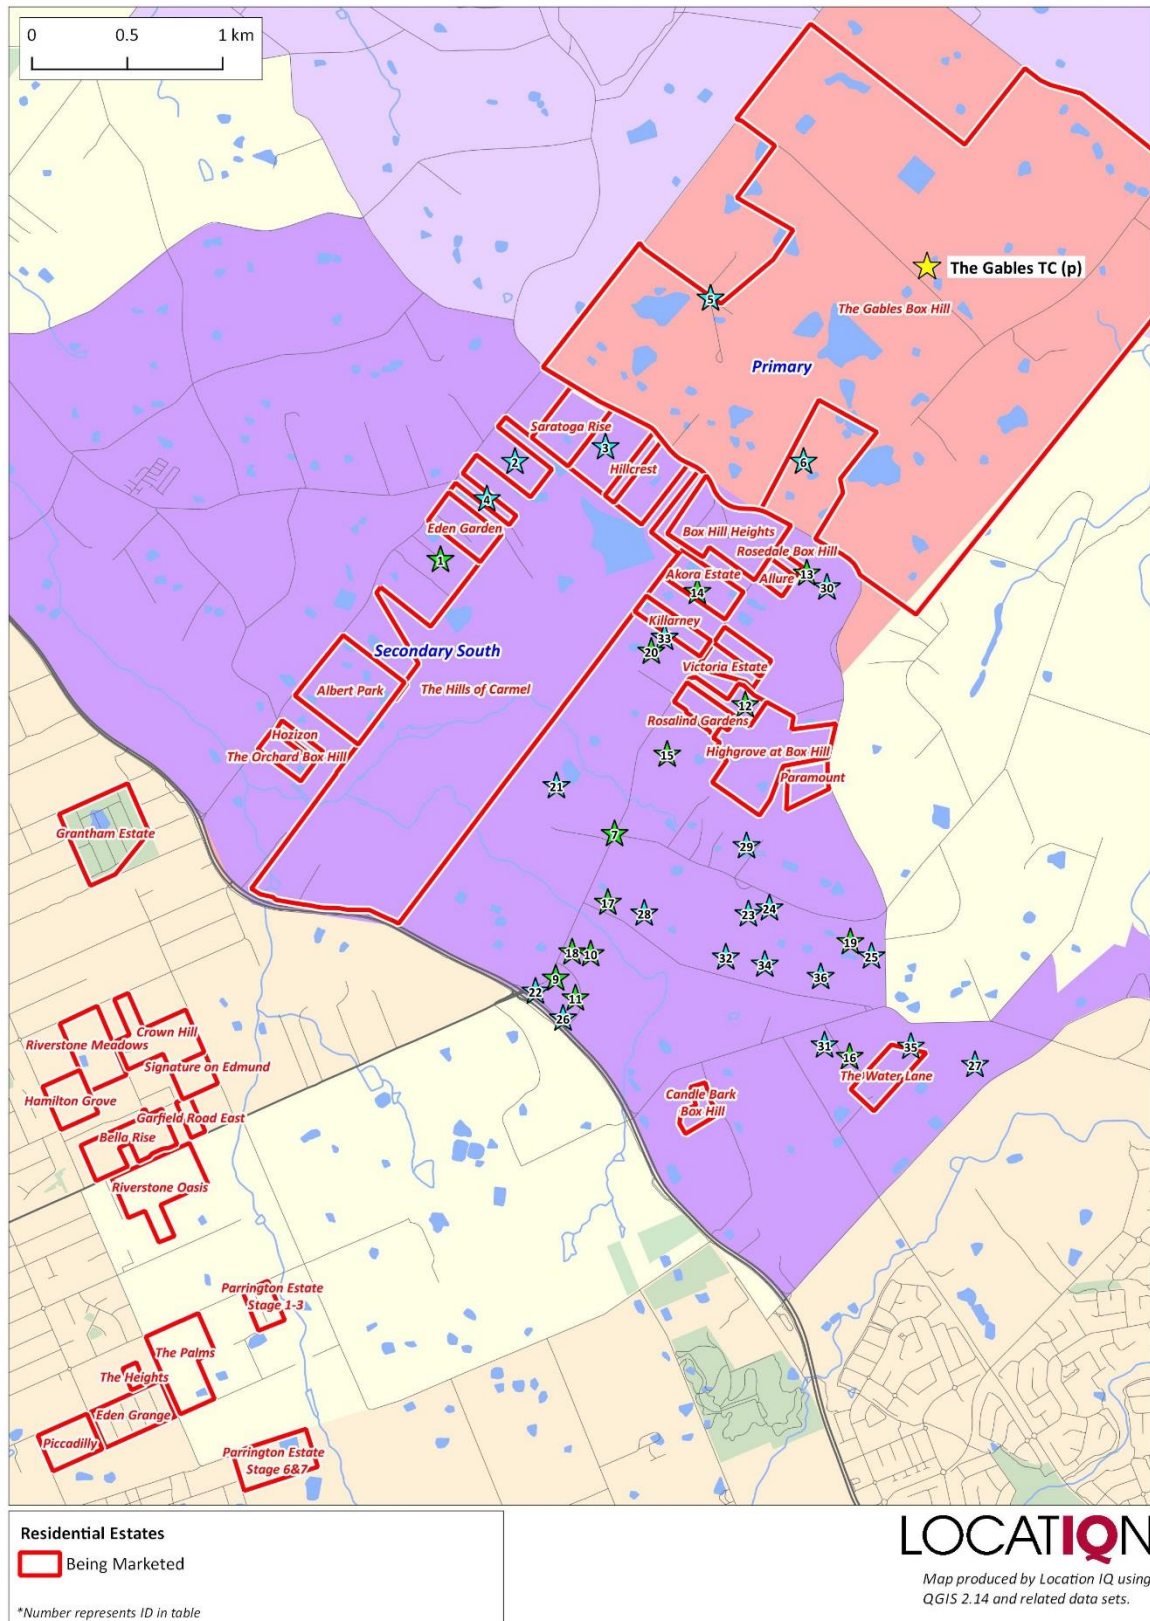 0 0.5 1 km
The Gables TC (p)
5
The Gables Box Hill
Primary
Saratoga Rise
3
2
6
Hillcrest
4
Eden Garden
Box Hill Heights
Rosedale Box Hill
1
Akora Estate
Allure
13
30
14
Killarney
33
20
Secondary South
Victoria Estate
Albert Park
The Hills of Carmel
12
Rosalind Gardens
Hozizon
The Orchard Box Hill
15
Highgrove at Box Hill
Paramount
21
Grantham Estate
7
29
17
28
23
24
18
10
19
25
32
34
9
36
22
11
26
Crown Hill
Riverstone Meadows
31
35
16
27
Signature on Edmund
The Water Lane
Hamilton Grove
Candle Bark
Box Hill
Garfield Road East
Bella Rise
Riverstone Oasis
Parrington Estate
Stage 1-3
The Palms
The Heights
Eden Grange
Piccadilly
Parrington Estate
Stage 6&7
Residential Estates
Being Marketed
*Number represents ID in table
LOCATIQN
Map produced by Location IQ using
QGIS 2.14 and related data sets.